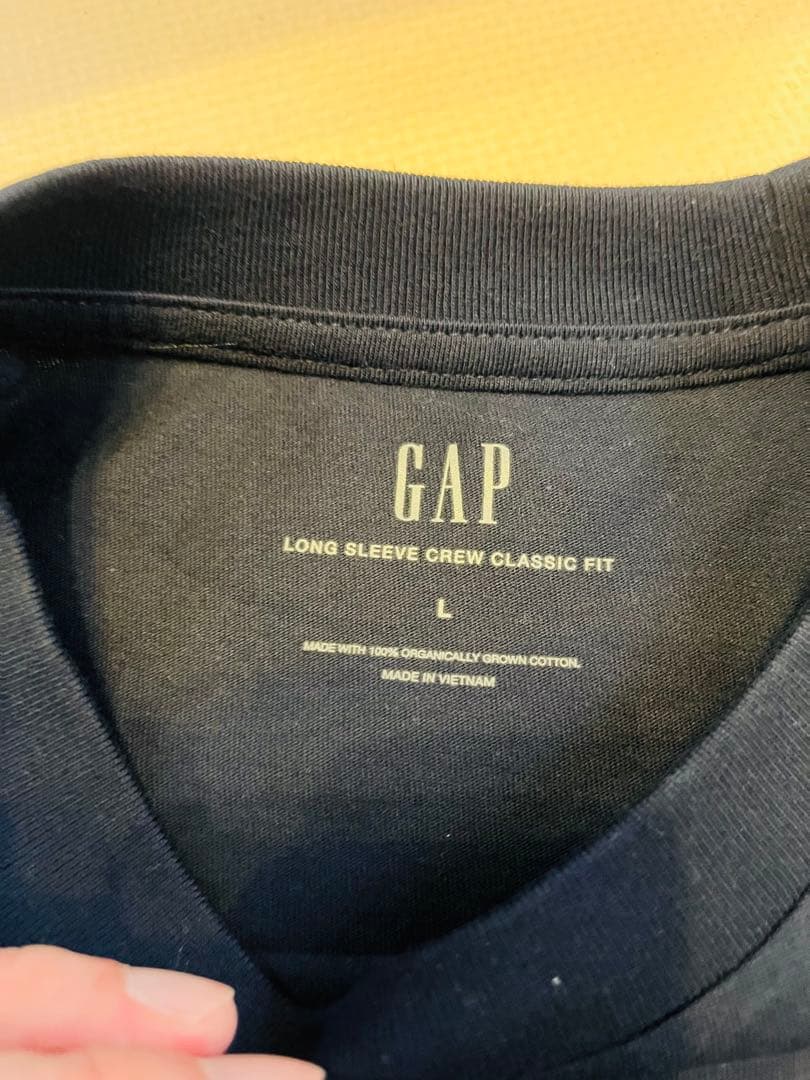 GAP
LONG SLEEVE CREW CLASSIC FIT
L
MADE WITH 100% ORGANICALLY GROWN COTTON.
MADE IN VIETNAM